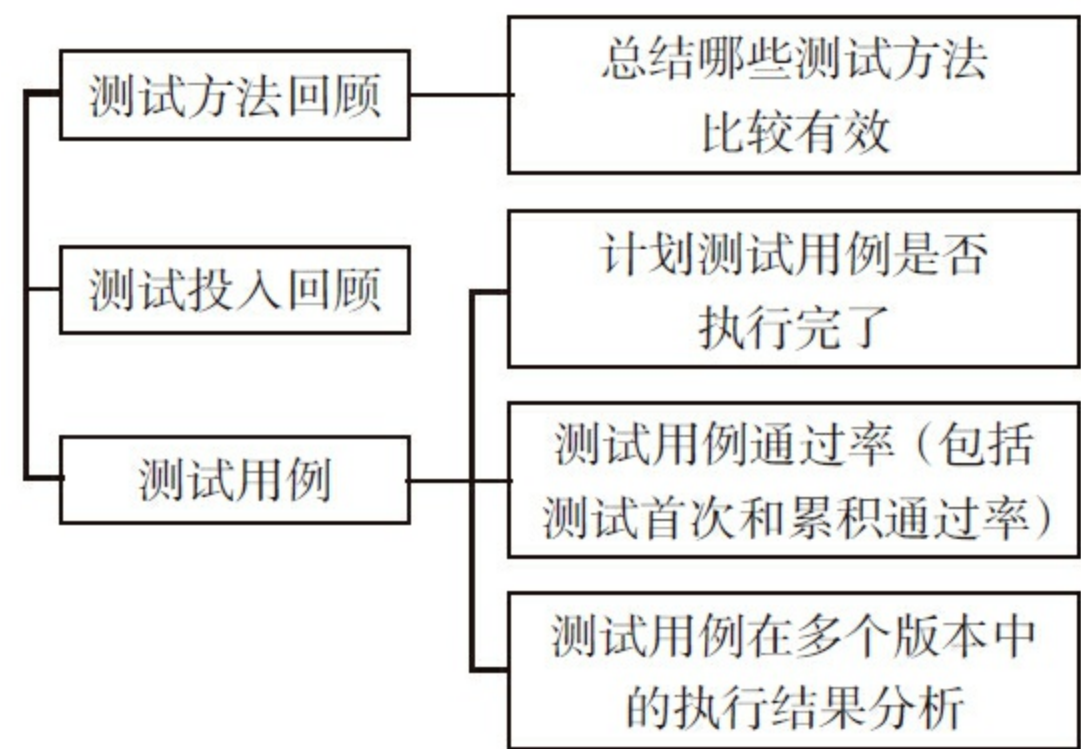 测试方法回顾
总结哪些测试方法
比较有效
测试投入回顾
测试用例
计划测试用例是否
执行完了
测试用例通过率（包括
测试首次和累积通过率）
测试用例在多个版本中
的执行结果分析